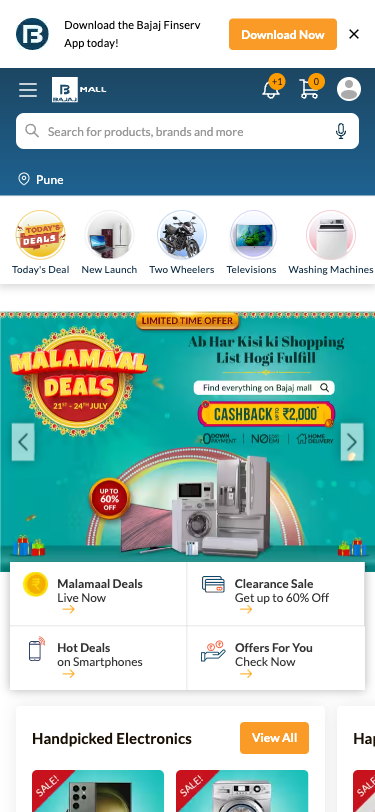 Download the Bajaj Finserv
App today!
Download Now
B
BAJAJ
MALL
+1
0
Search for products, brands and more
Pune
TODAY'S
DEALS
Today's Deal
New Launch
Two Wheelers
Televisions
Washing Machines
LIMITED TIME OFFER
MALAMAAL
DEALS
21ST - 24TH JULY
Ab Har Kisi ki Shopping
List Hogi Fulfill
Find everything on Bajaj mall
CASHBACK UPTO ₹2,000*
0 DOWN PAYMENT | NO EMI | HOME DELIVERY
UP TO
60%
OFF
Malamaal Deals
Live Now
Clearance Sale
Get up to 60% Off
Hot Deals
on Smartphones
Offers For You
Check Now
Handpicked Electronics
View All
Hap
SALE!
SALE!
SALE!